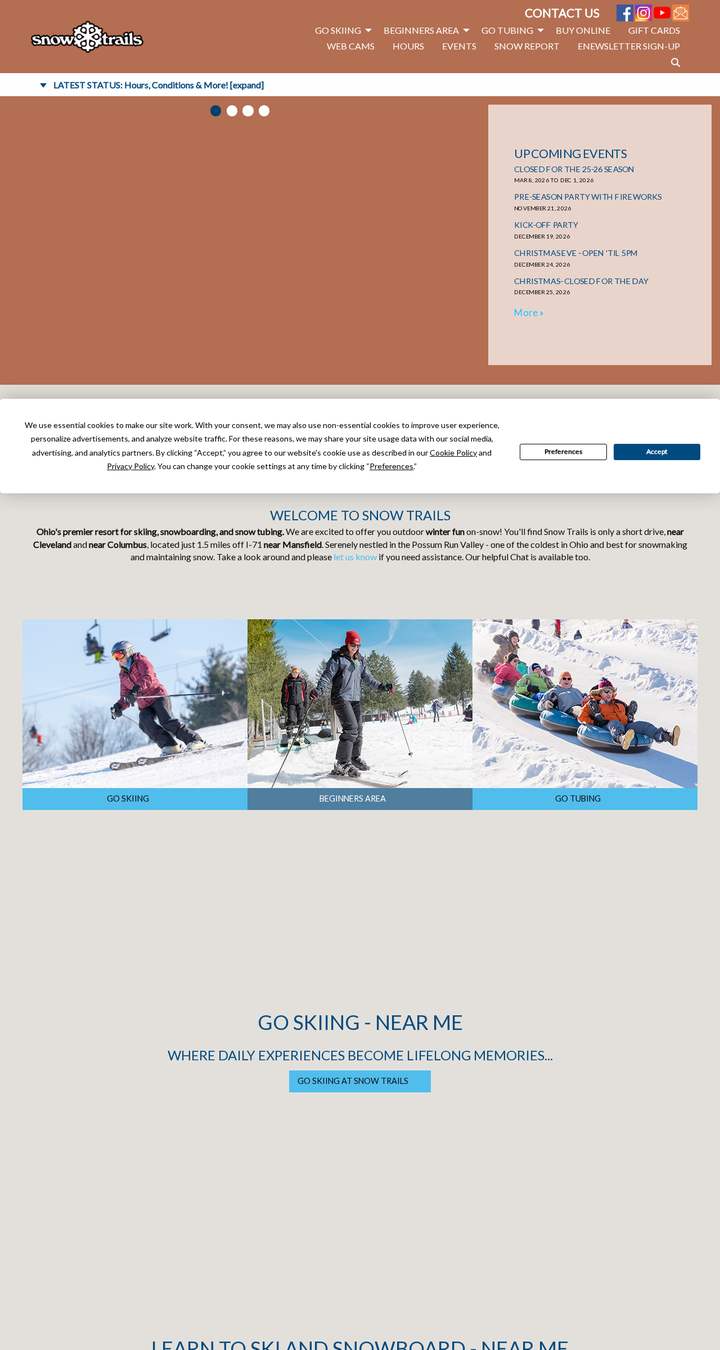 CONTACT US
snow trails
GO SKIING
BEGINNERS AREA
GO TUBING
BUY ONLINE
GIFT CARDS
WEB CAMS
HOURS
EVENTS
SNOW REPORT
ENEWSLETTER SIGN-UP
LATEST STATUS: Hours, Conditions & More! [expand]
UPCOMING EVENTS
CLOSED FOR THE 25-26 SEASON
MAR 8, 2026 TO DEC 1, 2026
PRE-SEASON PARTY WITH FIREWORKS
NOVEMBER 21, 2026
KICK-OFF PARTY
DECEMBER 19, 2026
CHRISTMAS EVE - OPEN 'TIL 5PM
DECEMBER 24, 2026
CHRISTMAS- CLOSED FOR THE DAY
DECEMBER 25, 2026
More »
We use essential cookies to make our site work. With your consent, we may also use non-essential cookies to improve user experience,
personalize advertisements, and analyze website traffic. For these reasons, we may share your site usage data with our social media,
advertising, and analytics partners. By clicking "Accept," you agree to our website's cookie use as described in our Cookie Policy and
Privacy Policy. You can change your cookie settings at any time by clicking "Preferences."
Preferences
Accept
WELCOME TO SNOW TRAILS
Ohio's premier resort for skiing, snowboarding, and snow tubing. We are excited to offer you outdoor winter fun on-snow! You'll find Snow Trails is only a short drive, near
Cleveland and near Columbus, located just 1.5 miles off I-71 near Mansfield. Serenely nestled in the Possum Run Valley - one of the coldest in Ohio and best for snowmaking
and maintaining snow. Take a look around and please let us know if you need assistance. Our helpful Chat is available too.
GO SKIING
BEGINNERS AREA
GO TUBING
GO SKIING - NEAR ME
WHERE DAILY EXPERIENCES BECOME LIFELONG MEMORIES...
GO SKIING AT SNOW TRAILS
LEARN TO SKI AND SNOWBOARD - NEAR ME